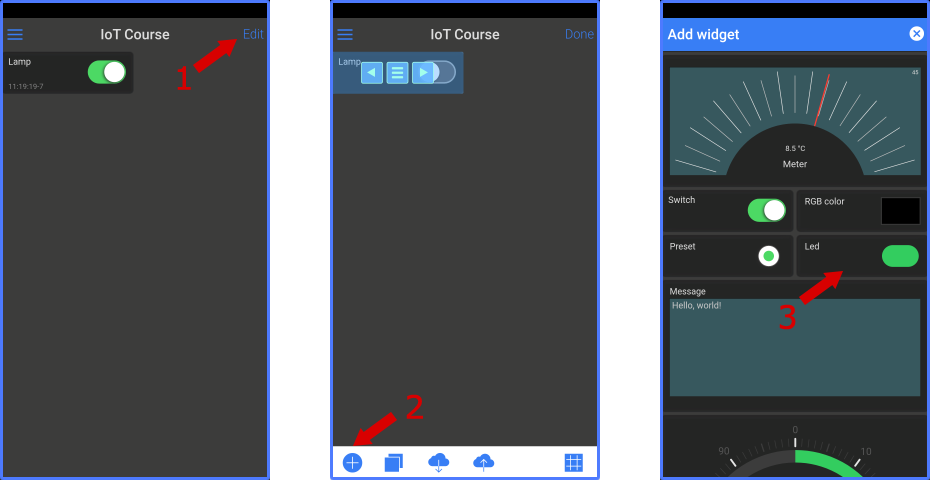 IoT Course
Edit
1
Lamp
11:19:19-7
IoT Course
Done
Lamp
2
Add widget
45
8.5 °C
Meter
Switch
RGB color
Preset
Led
3
Message
Hello, world!
0
90
10